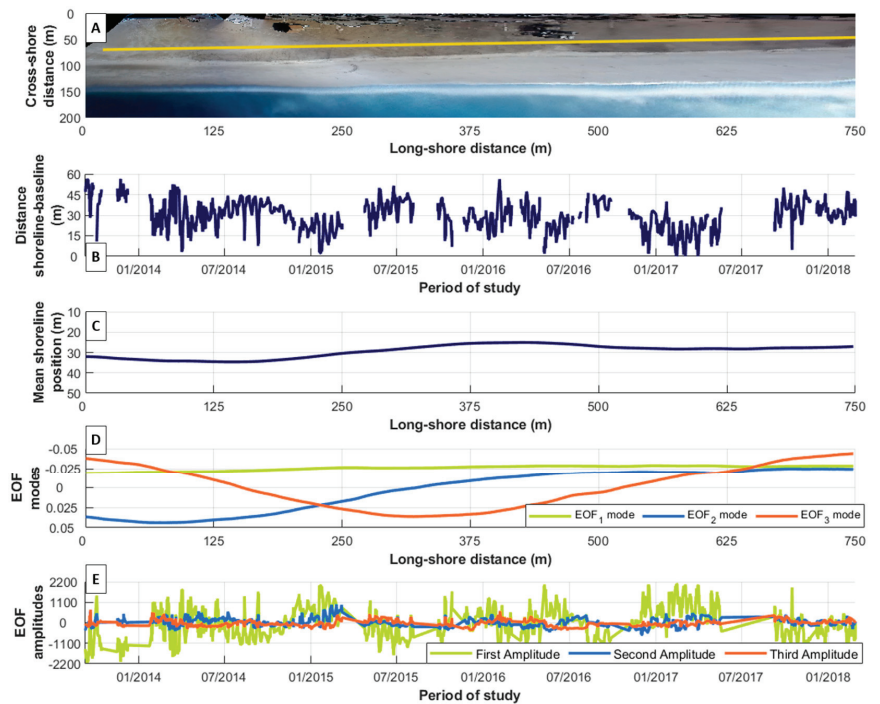 A
Cross-shore
distance (m)
0
50
100
150
200
0 125 250 375 500 625 750
Long-shore distance (m)
B
Distance
shoreline-baseline
(m)
60
45
30
15
0
01/2014 07/2014 01/2015 07/2015 01/2016 07/2016 01/2017 07/2017 01/2018
Period of study
C
Mean shoreline
position (m)
10
20
30
40
50
0 125 250 375 500 625 750
Long-shore distance (m)
D
EOF
modes
-0.05
-0.025
0
0.025
0.05
EOF1 mode EOF2 mode EOF3 mode
0 125 250 375 500 625 750
Long-shore distance (m)
E
EOF
amplitudes
2200
1100
0
-1100
-2200
First Amplitude Second Amplitude Third Amplitude
01/2014 07/2014 01/2015 07/2015 01/2016 07/2016 01/2017 07/2017 01/2018
Period of study